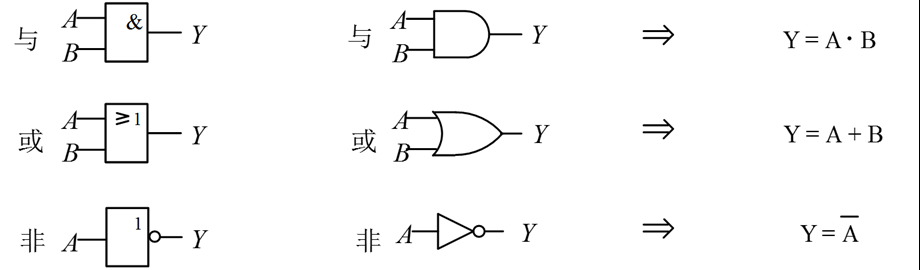 与 A B & Y 与 A B Y ⇒ Y = A · B
或 A B ≥1 Y 或 A B Y ⇒ Y = A + B
非 A 1 Y 非 A Y ⇒ Y = A̅